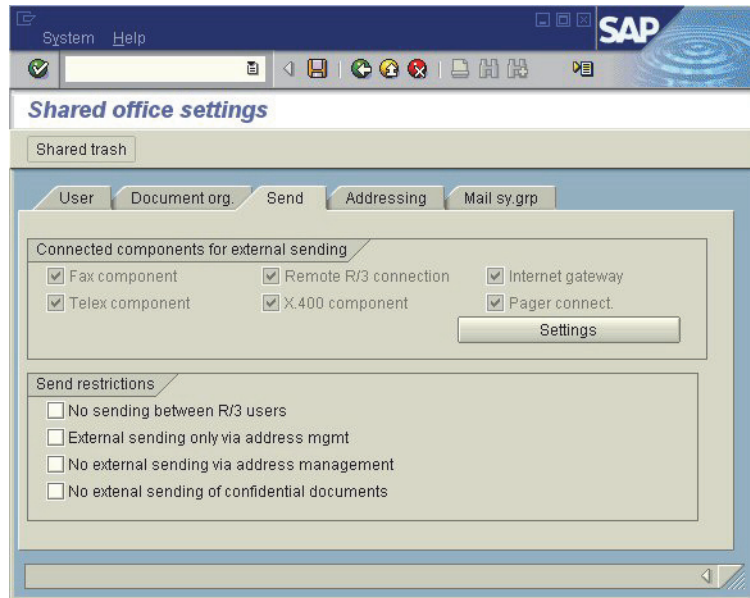 System Help
SAP
Shared office settings
Shared trash
User Document org. Send Addressing Mail sy.grp
Connected components for external sending
Fax component Remote R/3 connection Internet gateway
Telex component X.400 component Pager connect.
Settings
Send restrictions
No sending between R/3 users
External sending only via address mgmt
No external sending via address management
No extenal sending of confidential documents